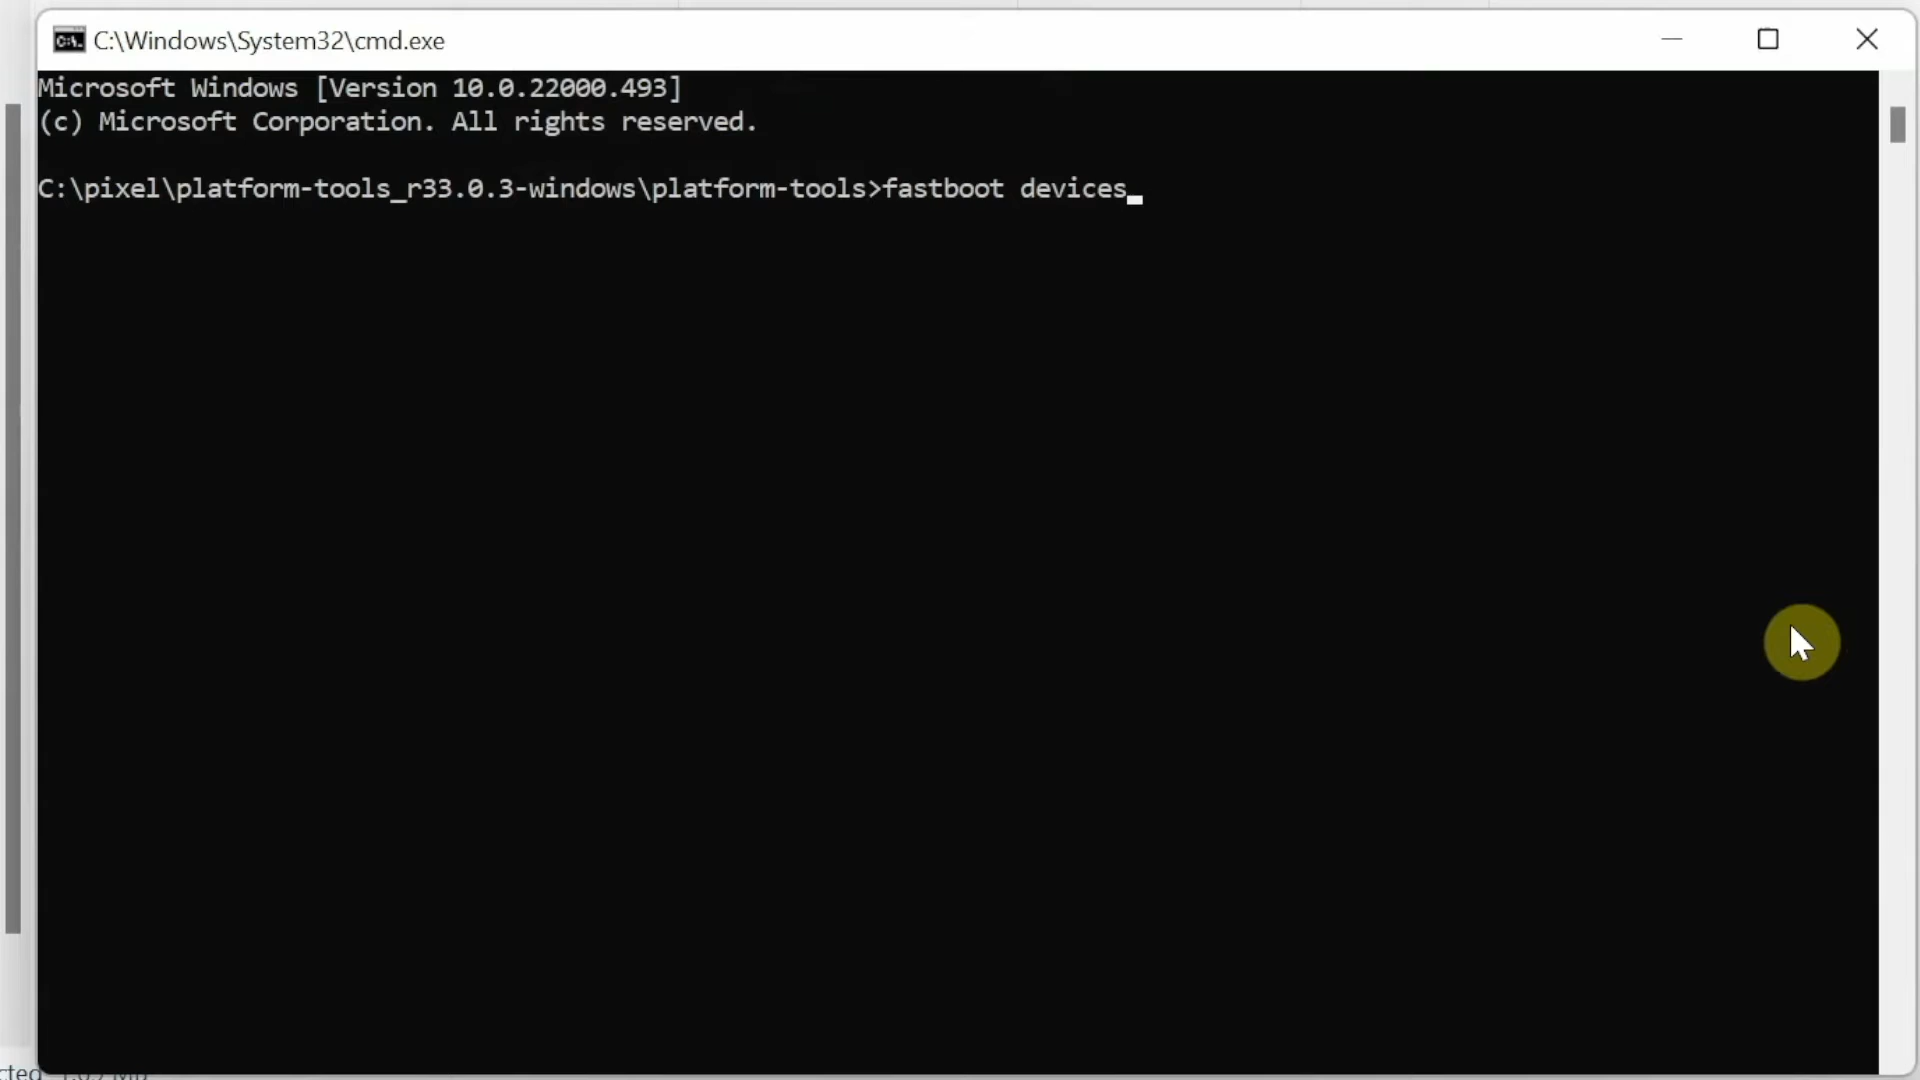 C:\Windows\System32\cmd.exe
Microsoft Windows [Version 10.0.22000.493]
(c) Microsoft Corporation. All rights reserved.
C:\pixel\platform-tools_r33.0.3-windows\platform-tools>fastboot devices